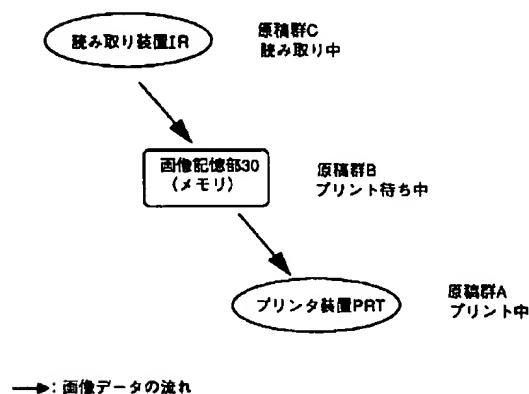 読み取り装置IR
原稿群C
読み取り中
画像記憶部30
(メモリ)
原稿群B
プリント待ち中
プリンタ装置PRT
原稿群A
プリント中
→: 画像データの流れ